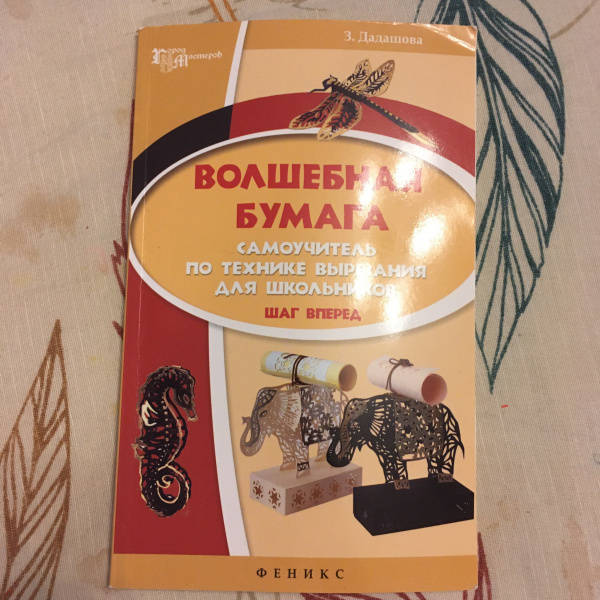 Город
Мастеров
З. Дадашова
ВОЛШЕБНАЯ
БУМАГА
САМОУЧИТЕЛЬ
ПО ТЕХНИКЕ ВЫРЕЗАНИЯ
ДЛЯ ШКОЛЬНИКОВ
ШАГ ВПЕРЕД
ФЕНИКС